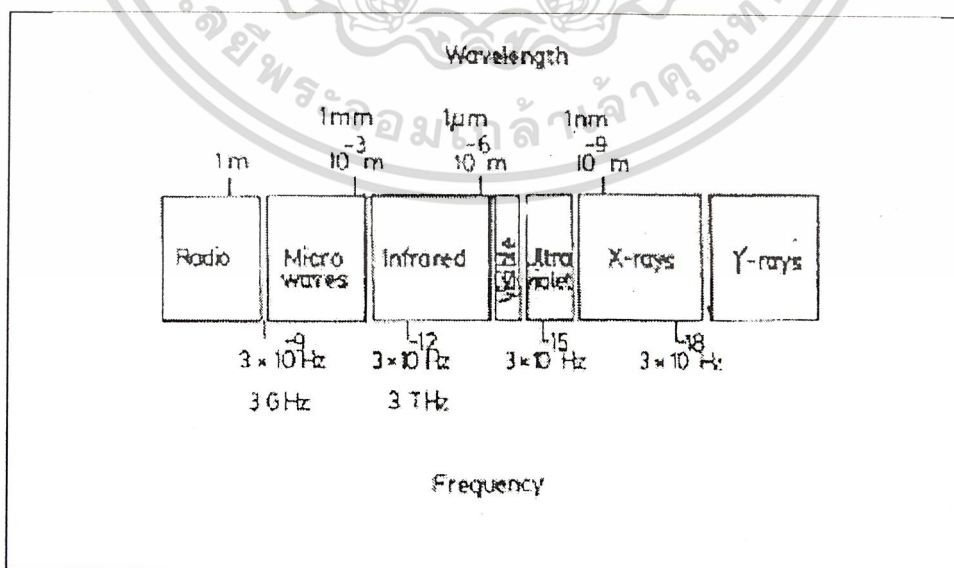 Wavelength
1mm 1μm 1nm
1m 10⁻³ m 10⁻⁶ m 10⁻⁹ m
Radio Micro waves Infrared Visible Ultra violet X-rays γ-rays
3 × 10⁻⁹ Hz 3 × 10⁻¹² Hz 3 × 10⁻¹⁵ Hz 3 × 10⁻¹⁸ Hz
3 GHz 3 THz
Frequency